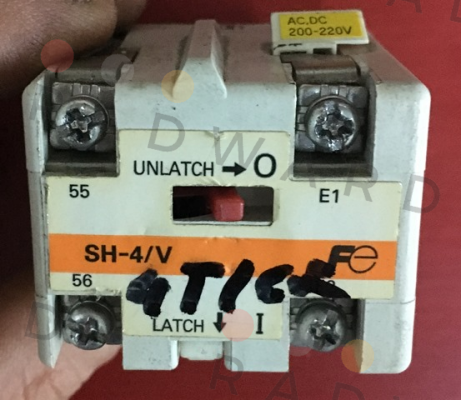 AC,DC
200-220V
UNLATCH → O
55 E1
SH-4/V Fe
56
LATCH ↓ I